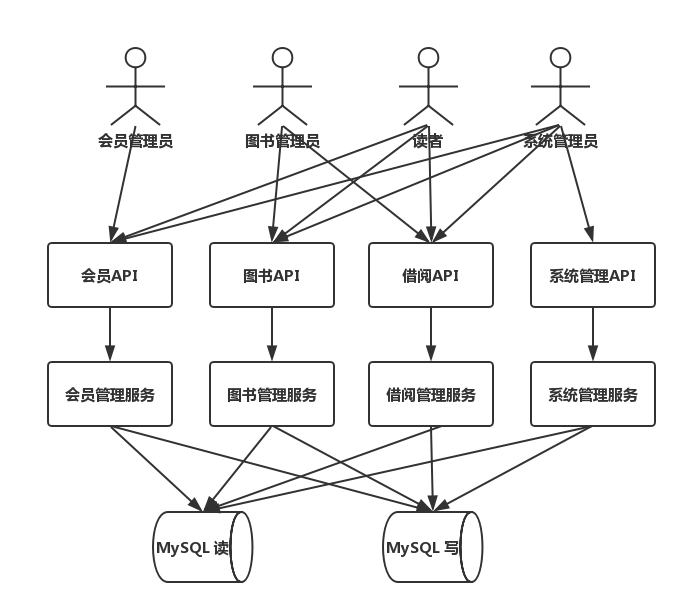 会员管理员
图书管理员
读者
系统管理员
会员API
图书API
借阅API
系统管理API
会员管理服务
图书管理服务
借阅管理服务
系统管理服务
MySQL 读
MySQL 写